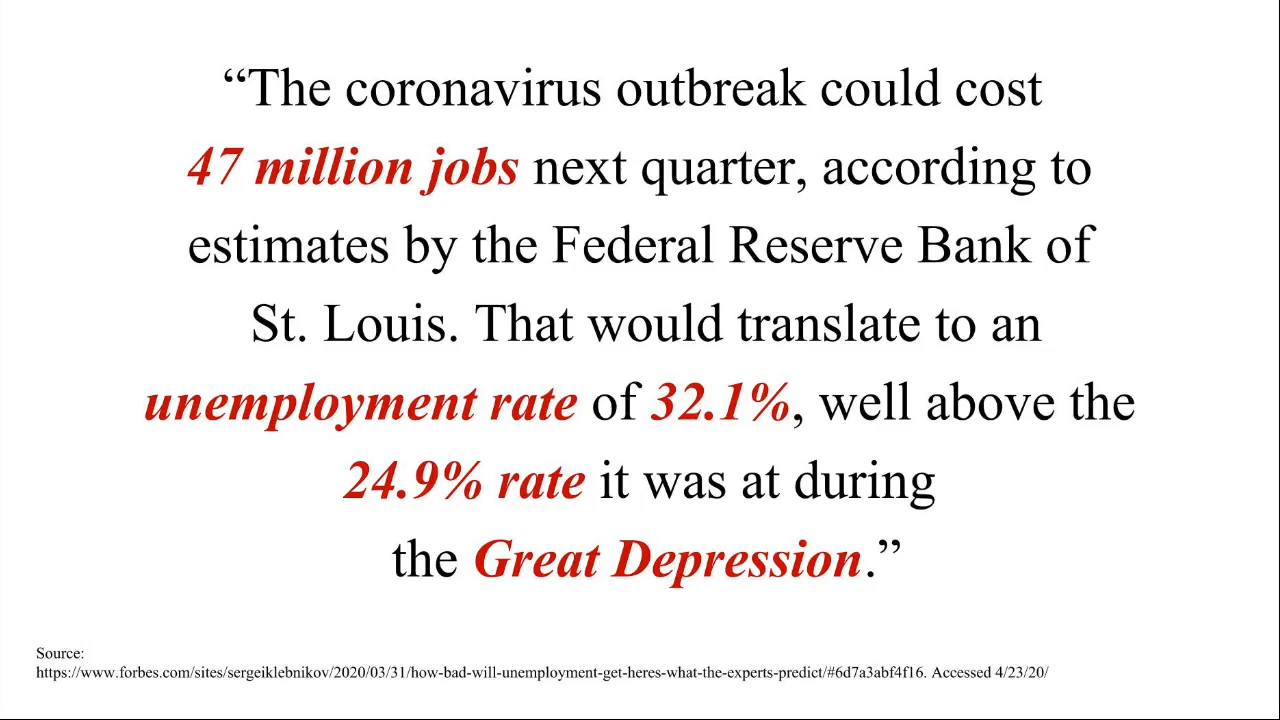 “The coronavirus outbreak could cost
47 million jobs next quarter, according to
estimates by the Federal Reserve Bank of
St. Louis. That would translate to an
unemployment rate of 32.1%, well above the
24.9% rate it was at during
the Great Depression.”
Source:
https://www.forbes.com/sites/sergeiklebnikov/2020/03/31/how-bad-will-unemployment-get-heres-what-the-experts-predict/#6d7a3abf4f16. Accessed 4/23/20/